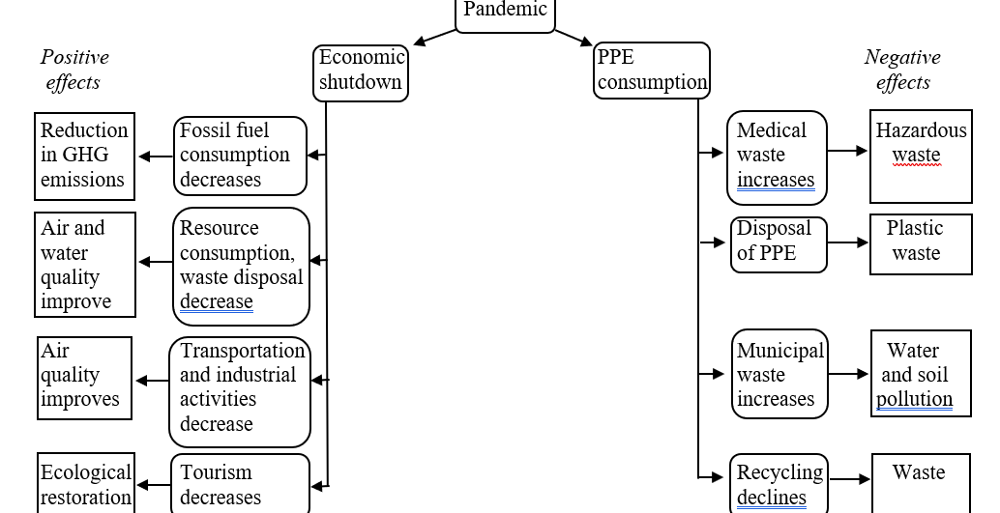 Pandemic
Positive
effects
Economic
shutdown
PPE
consumption
Negative
effects
Reduction
in GHG
emissions
Fossil fuel
consumption
decreases
Medical
waste
increases
Hazardous
waste
Air and
water
quality
improve
Resource
consumption,
waste disposal
decrease
Disposal
of PPE
Plastic
waste
Air
quality
improves
Transportation
and industrial
activities
decrease
Municipal
waste
increases
Water
and soil
pollution
Ecological
restoration
Tourism
decreases
Recycling
declines
Waste